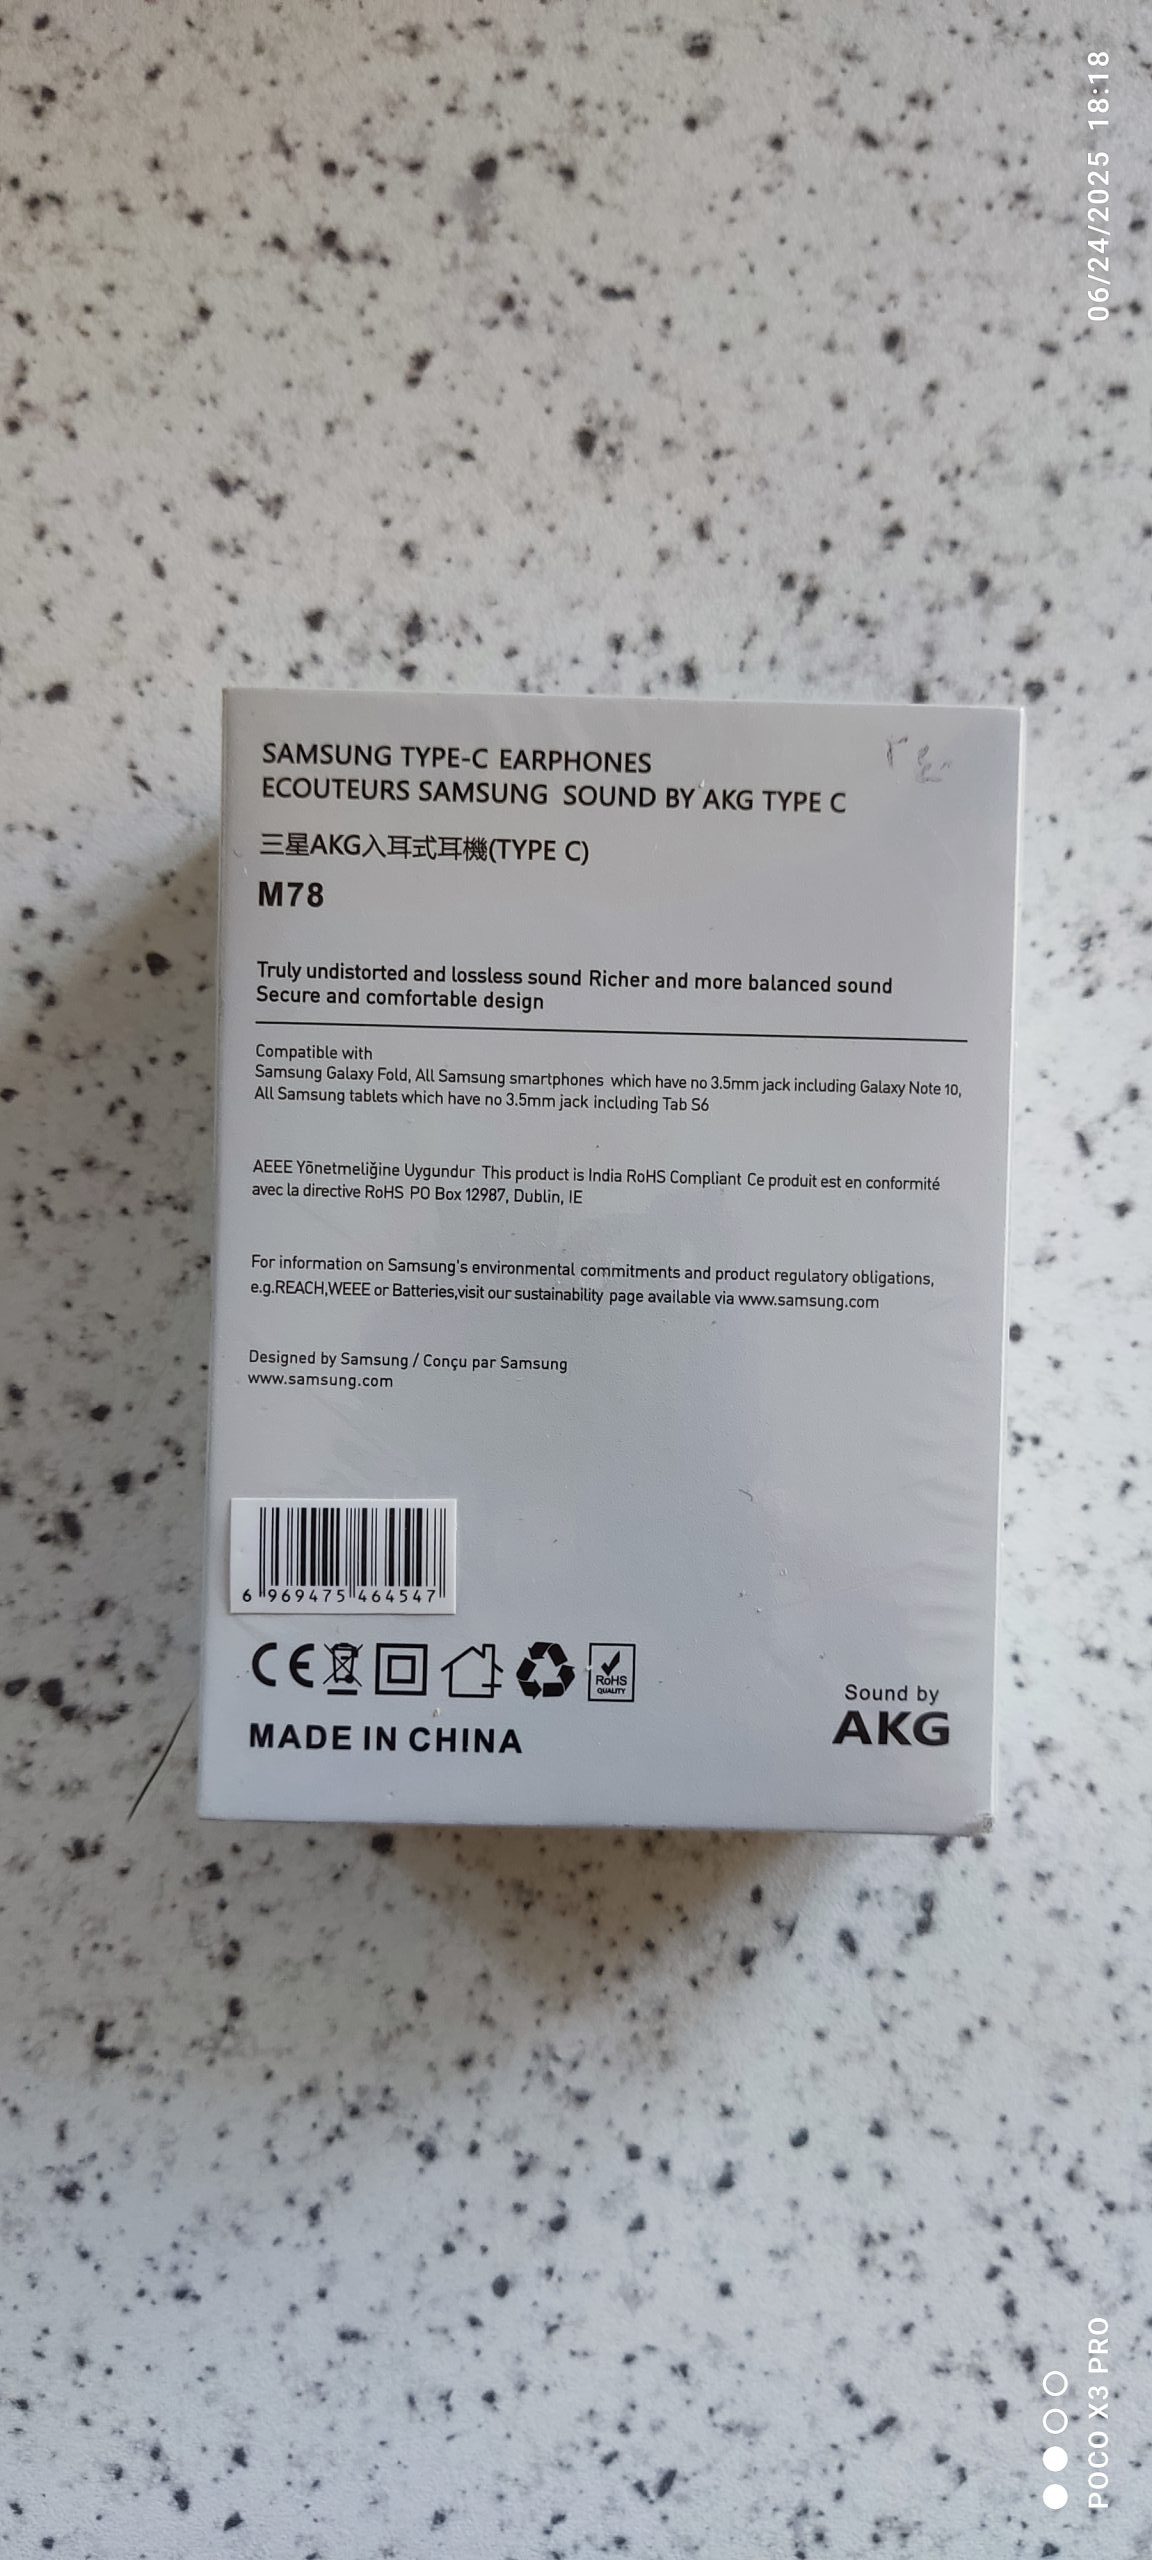 06/24/2025 18:18
SAMSUNG TYPE-C EARPHONES
ECOUTEURS SAMSUNG SOUND BY AKG TYPE C
三星AKG入耳式耳機(TYPE C)
M78
Truly undistorted and lossless sound Richer and more balanced sound
Secure and comfortable design
Compatible with
Samsung Galaxy Fold, All Samsung smartphones which have no 3.5mm jack including Galaxy Note 10,
All Samsung tablets which have no 3.5mm jack including Tab S6
AEEE Yönetmeliğine Uygundur This product is India RoHS Compliant Ce produit est en conformité
avec la directive RoHS PO Box 12987, Dublin, IE
For information on Samsung's environmental commitments and product regulatory obligations,
e.g.REACH,WEEE or Batteries,visit our sustainability page available via www.samsung.com
Designed by Samsung / Conçu par Samsung
www.samsung.com
6 969475 464547
CE
RoHS
QUALITY
MADE IN CHINA
Sound by
AKG
POCO X3 PRO